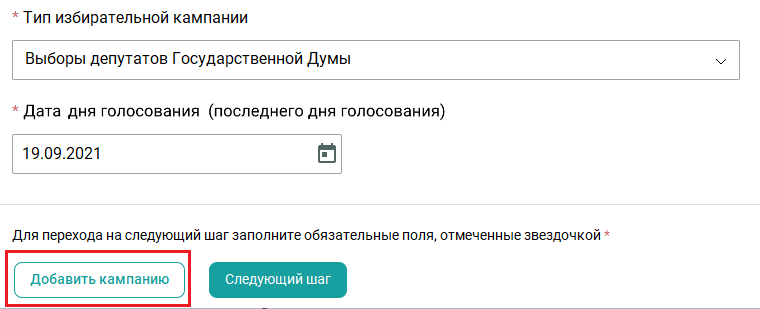 * Тип избирательной кампании
Выборы депутатов Государственной Думы
* Дата дня голосования (последнего дня голосования)
19.09.2021
Для перехода на следующий шаг заполните обязательные поля, отмеченные звездочкой *
Добавить кампанию
Следующий шаг